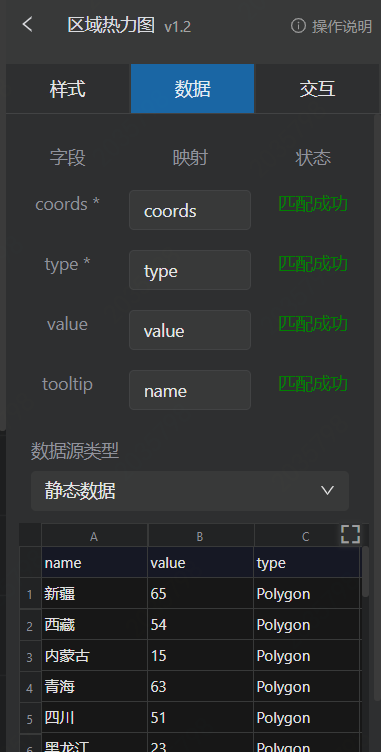 区域热力图 v1.2 操作说明
样式 数据 交互
字段 映射 状态
coords * coords 匹配成功
type * type 匹配成功
value value 匹配成功
tooltip name 匹配成功
数据源类型
静态数据
A B C
name value type
1 新疆 65 Polygon
2 西藏 54 Polygon
3 内蒙古 15 Polygon
4 青海 63 Polygon
5 四川 51 Polygon
6 黑龙江 23 Polygon